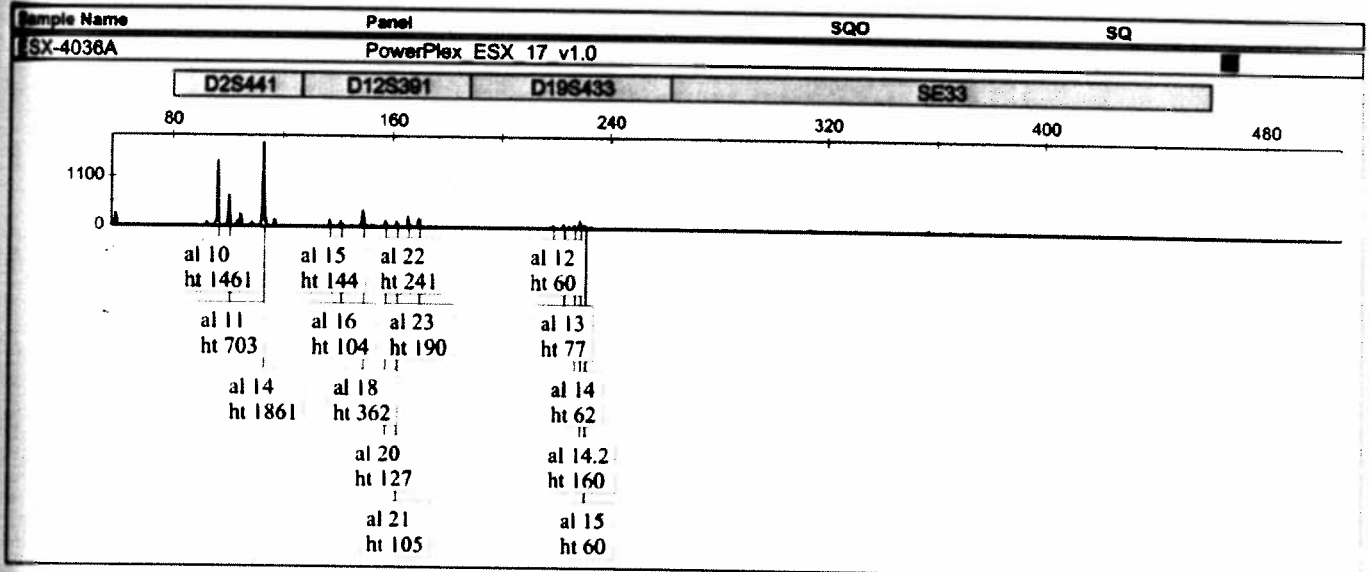 Sample Name Panel SQO SQ
ESX-4036A PowerPlex ESX 17 v1.0
D2S441 D12S391 D19S433 SE33
80 160 240 320 400 480
1100
0
al 10 al 15 al 22 al 12
ht 1461 ht 144 ht 241 ht 60
al 11 al 16 al 23 al 13
ht 703 ht 104 ht 190 ht 77
al 14 al 18 al 14
ht 1861 ht 362 ht 62
al 20 al 14.2
ht 127 ht 160
al 21 al 15
ht 105 ht 60